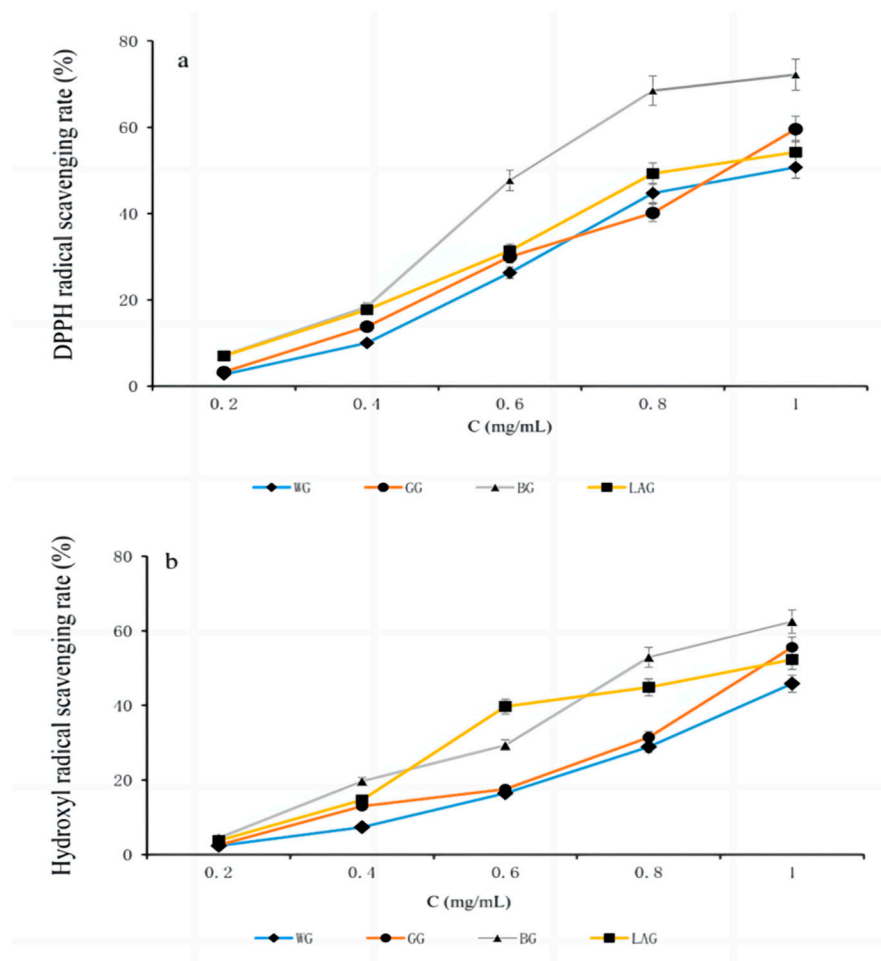 a
DPPH radical scavenging rate (%)
80
60
40
20
0
0. 2 0. 4 0. 6 0. 8 1
C (mg/mL)
WG GG BG LAG
b
Hydroxyl radical scavenging rate (%)
80
60
40
20
0
0. 2 0. 4 0. 6 0. 8 1
C (mg/mL)
WG GG BG LAG